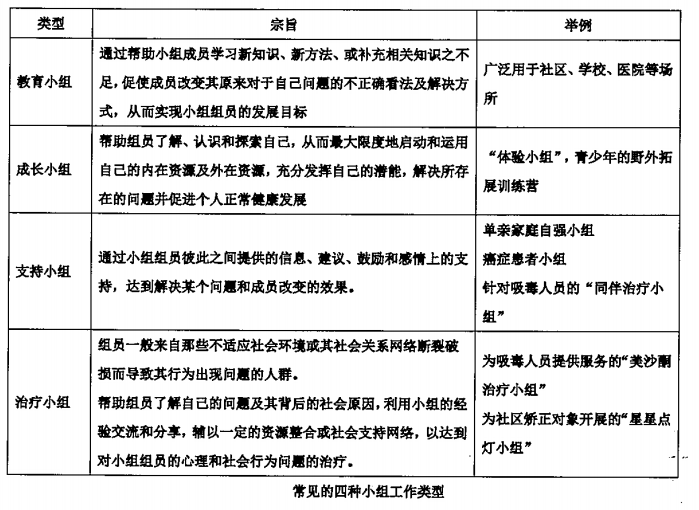 类型 宗旨 举例
教育小组
通过帮助小组成员学习新知识、新方法、或补充相关知识之不
足，促使成员改变其原来对于自己问题的不正确看法及解决方
式，从而实现小组组员的发展目标
广泛用于社区、学校、医院等场
所
成长小组
帮助组员了解、认识和探索自己，从而最大限度地启动和运用
自己的内在资源及外在资源，充分发挥自己的潜能，解决所存
在的问题并促进个人正常健康发展
“体验小组”，青少年的野外拓
展训练营
支持小组
通过小组组员彼此之间提供的信息、建议、鼓励和感情上的支
持，达到解决某个问题和成员改变的效果。
单亲家庭自强小组
癌症患者小组
针对吸毒人员的“同伴治疗小
组”
治疗小组
组员一般来自那些不适应社会环境或其社会关系网络断裂破
损而导致其行为出现问题的人群。
帮助组员了解自己的问题及其背后的社会原因，利用小组的经
验交流和分享，辅以一定的资源整合或社会支持网络，以达到
对小组组员的心理和社会行为问题的治疗。
为吸毒人员提供服务的“美沙酮
治疗小组”
为社区矫正对象开展的“星星点
灯小组”
常见的四种小组工作类型